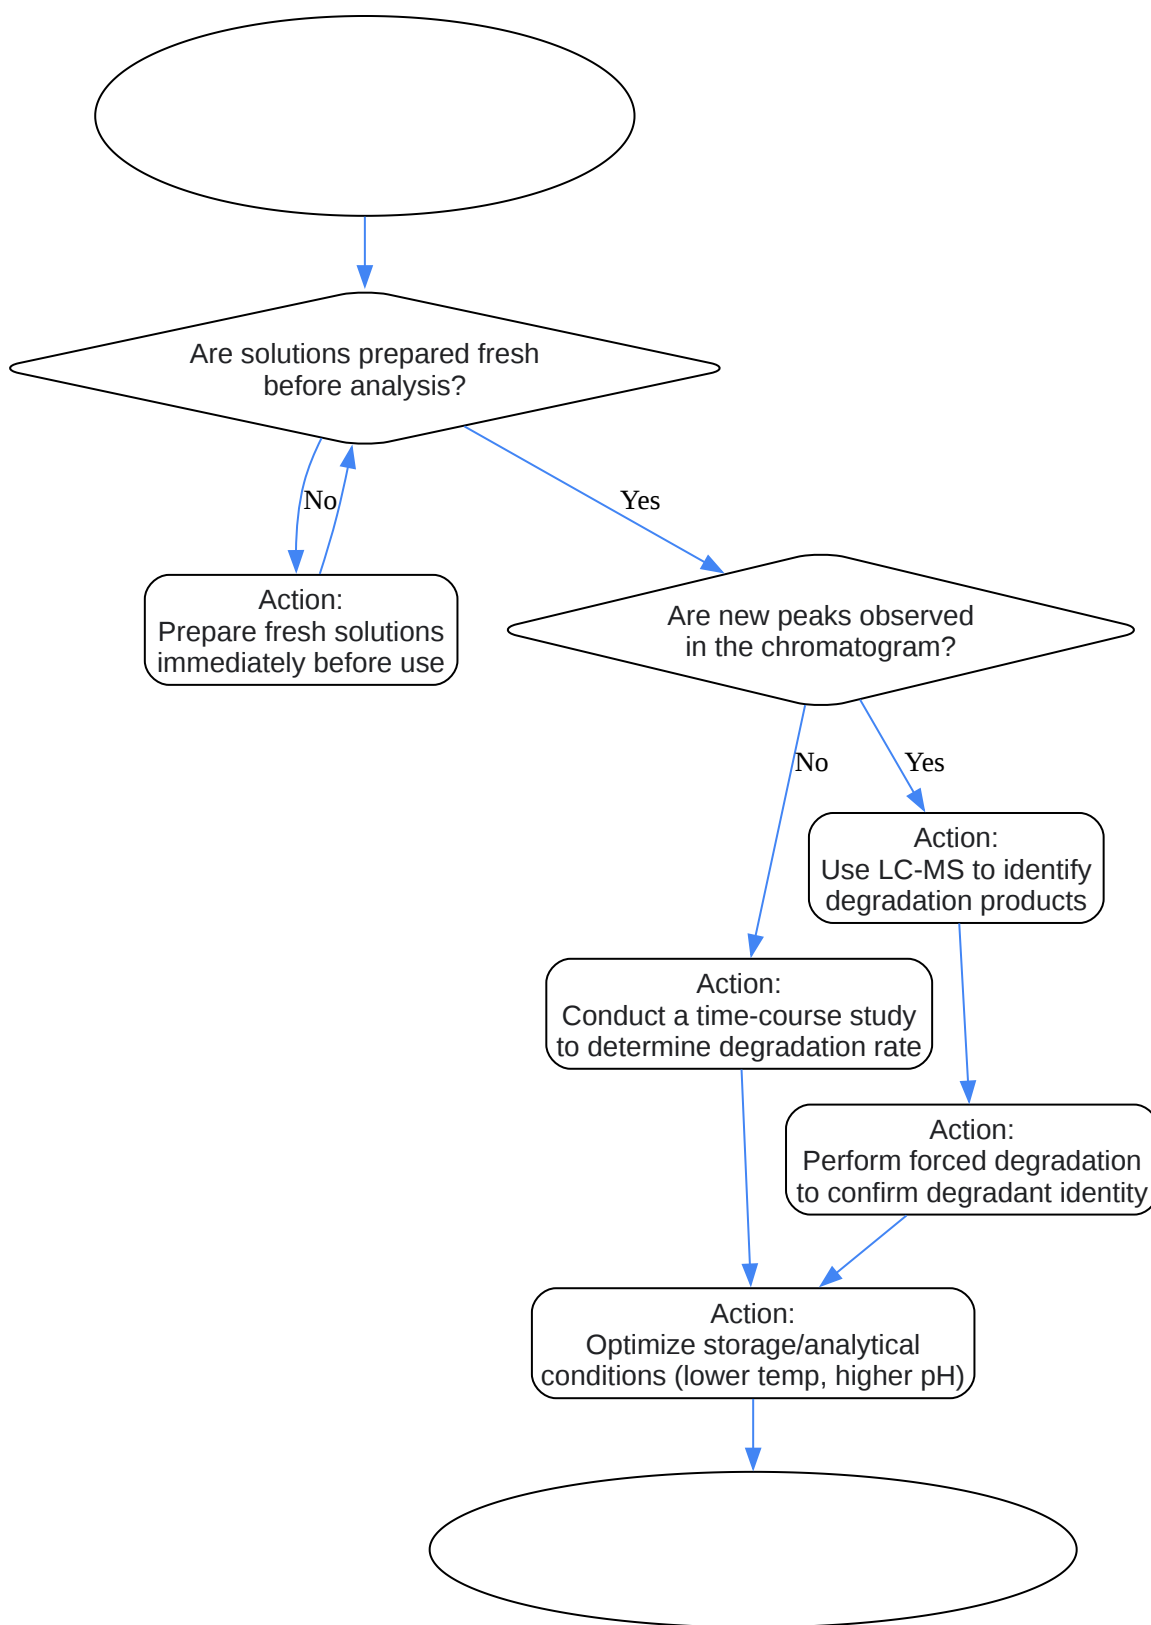 Are solutions prepared fresh
before analysis?
No
Yes
Action:
Prepare fresh solutions
immediately before use
Are new peaks observed
in the chromatogram?
No
Yes
Action:
Use LC-MS to identify
degradation products
Action:
Conduct a time-course study
to determine degradation rate
Action:
Perform forced degradation
to confirm degradant identity
Action:
Optimize storage/analytical
conditions (lower temp, higher pH)